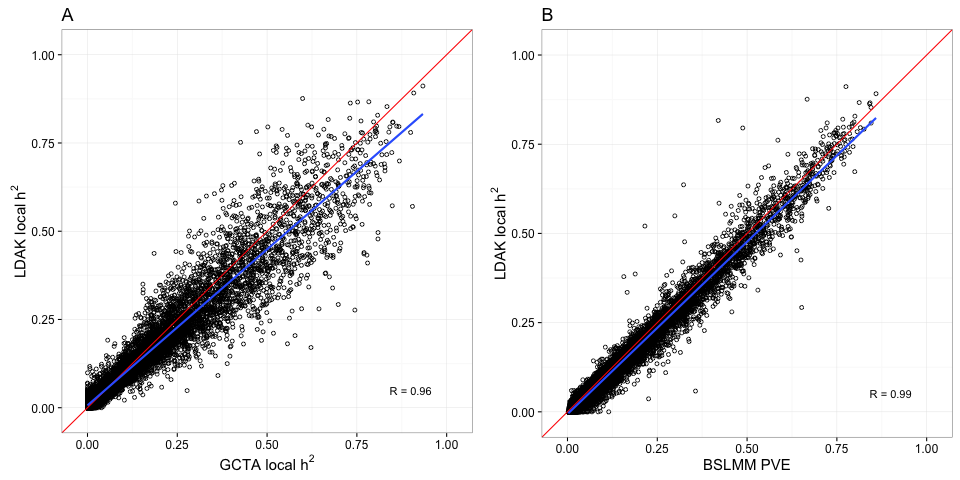 A
LDAK local h²
1.00
0.75
0.50
0.25
0.00
R = 0.96
0.00 0.25 0.50 0.75 1.00
GCTA local h²
B
LDAK local h²
1.00
0.75
0.50
0.25
0.00
R = 0.99
0.00 0.25 0.50 0.75 1.00
BSLMM PVE